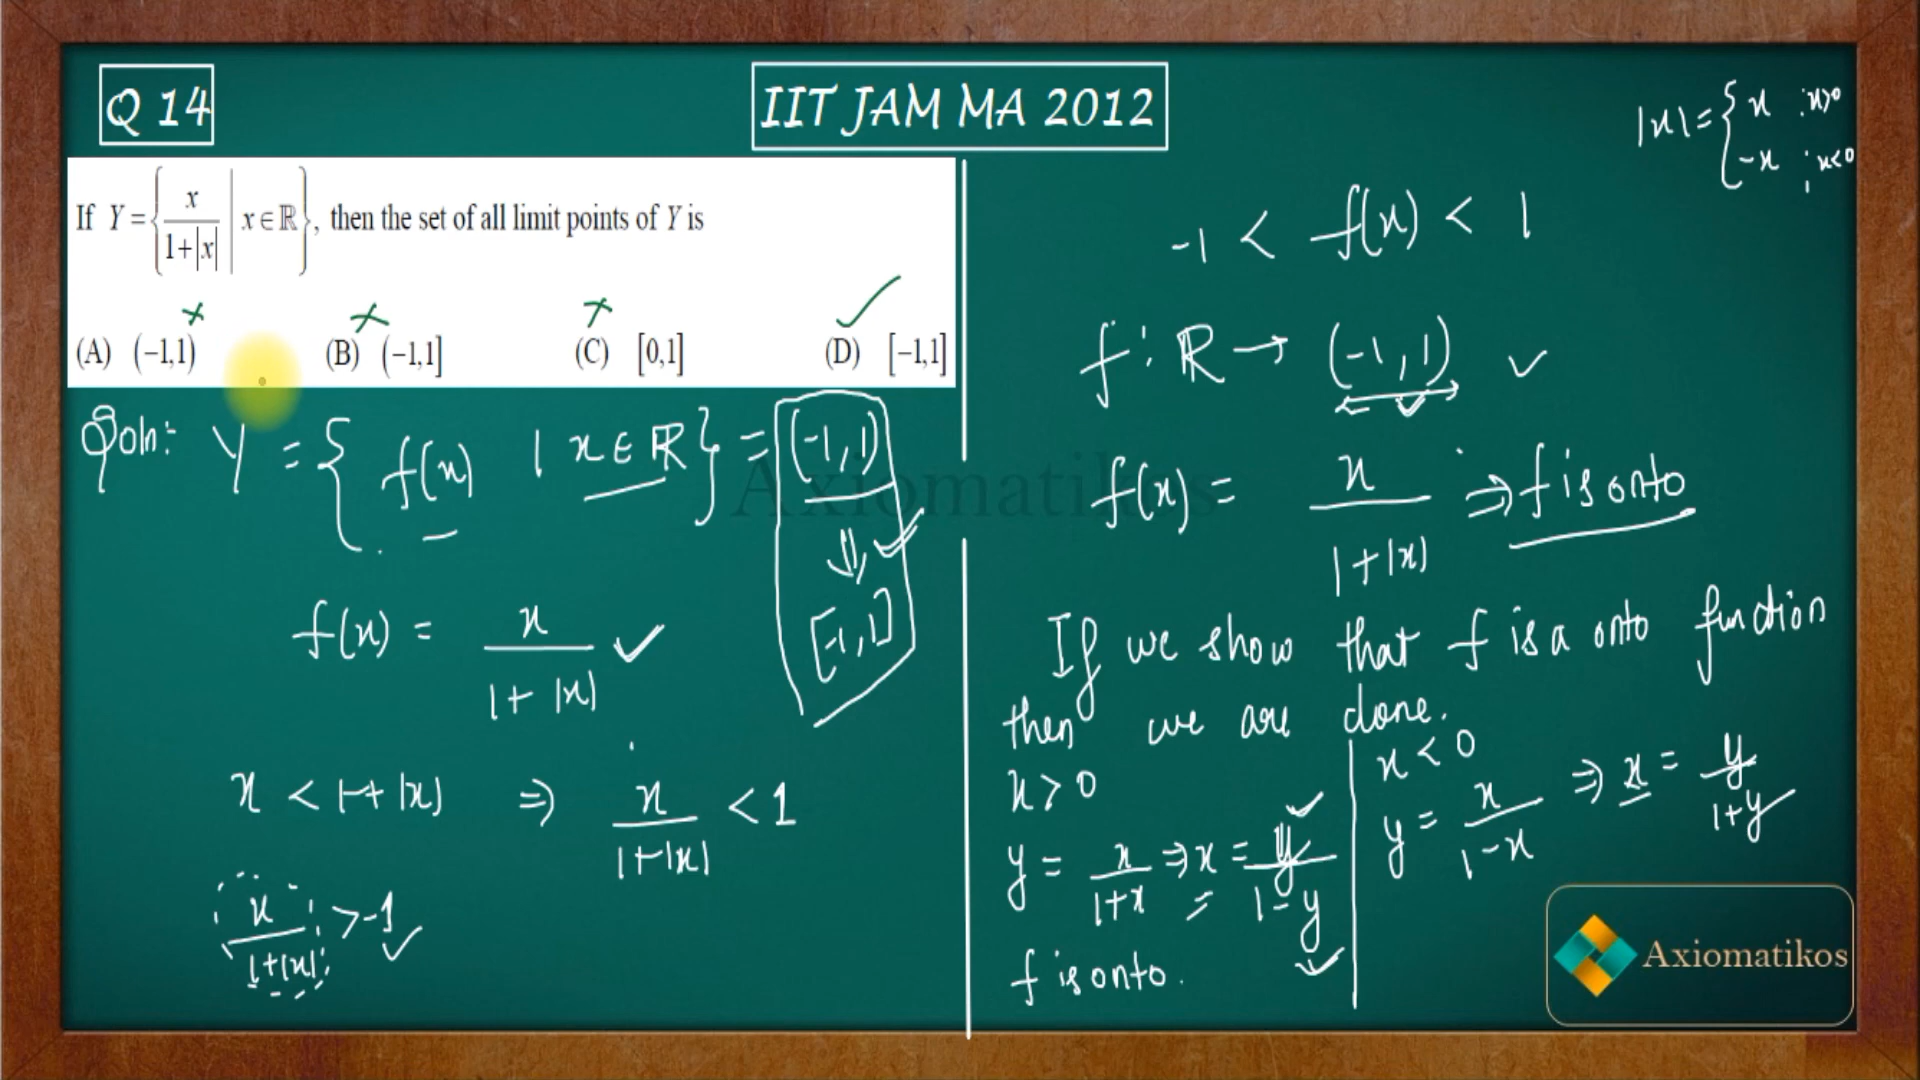 Q 14
IIT JAM MA 2012
|x| = { x ; x>0
-x ; x<0
If Y = { x / 1+|x| | x ∈ ℝ }, then the set of all limit points of Y is
(A) (−1,1) (B) (−1,1] (C) [0,1] (D) [−1,1]
Soln:- Y = { f(x) | x ∈ ℝ } = (-1,1)
⇓
[-1,1]
f(x) = x / 1+|x|
x < 1+|x| ⇒ x / 1+|x| < 1
x / 1+|x| > -1
-1 < f(x) < 1
f : ℝ → (-1,1)
f(x) = x / 1+|x| ⇒ f is onto
If we show that f is a onto function
then we are done.
x > 0
y = x / 1+x ⇒ x = y / 1-y
f is onto.
x < 0
y = x / 1-x ⇒ x = y / 1+y
Axiomatikos
Axiomatikos